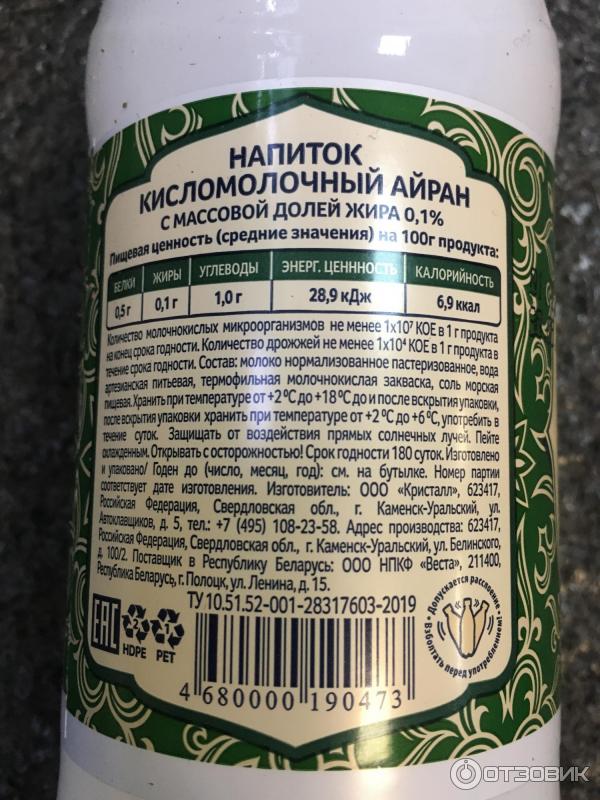 НАПИТОК
КИСЛОМОЛОЧНЫЙ АЙРАН
С МАССОВОЙ ДОЛЕЙ ЖИРА 0,1%
Пищевая ценность (средние значения) на 100г продукта:
БЕЛКИ ЖИРЫ УГЛЕВОДЫ ЭНЕРГ. ЦЕНННОСТЬ КАЛОРИЙНОСТЬ
0,5 г 0,1 г 1,0 г 28,9 кДж 6,9 ккал
Количество молочнокислых микроорганизмов не менее 1х10⁷ КОЕ в 1 г продукта
на конец срока годности. Количество дрожжей не менее 1х10⁴ КОЕ в 1 г продукта в
течение срока годности. Состав: молоко нормализованное пастеризованное, вода
артезианская питьевая, термофильная молочнокислая закваска, соль морская
пищевая. Хранить при температуре от +2°С до +18°С до и после вскрытия упаковки,
после вскрытия упаковки хранить при температуре от +2°С до +6°С, употребить в
течение суток. Защищать от воздействия прямых солнечных лучей. Пейте
охлажденным. Открывать с осторожностью! Срок годности 180 суток. Изготовлено
и упаковано/ Годен до (число, месяц, год): см. на бутылке. Номер партии
соответствует дате изготовления. Изготовитель: ООО «Кристалл», 623417,
Российская Федерация, Свердловская обл., г. Каменск-Уральский, ул.
Автоклавщиков, д. 5, тел.: +7 (495) 108-23-58. Адрес производства: 623417,
Российская Федерация, Свердловская обл., г. Каменск-Уральский, ул. Белинского,
д. 100/2. Поставщик в Республику Беларусь: ООО НПКФ «Веста», 211400,
Республика Беларусь, г. Полоцк, ул. Ленина, д. 15.
ТУ 10.51.52-001-28317603-2019
EAC
2
HDPE
1
PET
Допускается расслоение!
Взболтать перед употреблением!
4 680000 190473
ОТЗОВИК